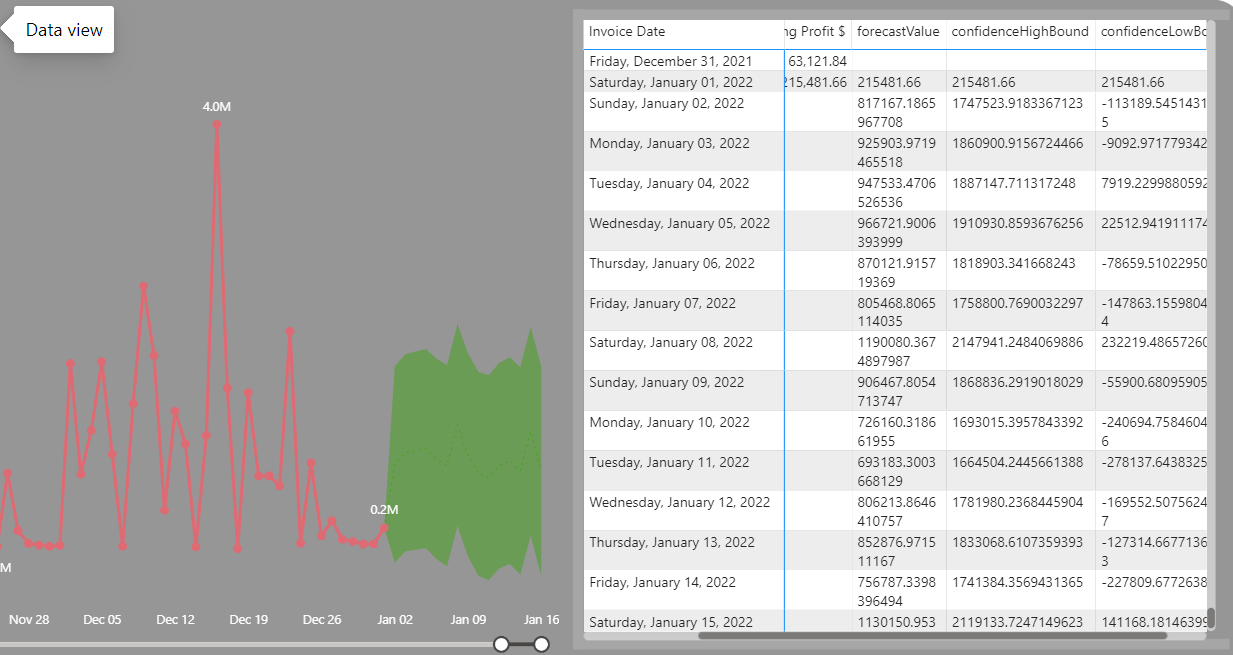 Data view
4.0M
0.2M
M
Nov 28 Dec 05 Dec 12 Dec 19 Dec 26 Jan 02 Jan 09 Jan 16
Invoice Date ng Profit $ forecastValue confidenceHighBound confidenceLowBo
Friday, December 31, 2021 63,121.84
Saturday, January 01, 2022 215,481.66 215481.66 215481.66 215481.66
Sunday, January 02, 2022 817167.1865 1747523.9183367123 -113189.5451431
967708 5
Monday, January 03, 2022 925903.9719 1860900.9156724466 -9092.971779342
465518
Tuesday, January 04, 2022 947533.4706 1887147.711317248 7919.2299880592
526536
Wednesday, January 05, 2022 966721.9006 1910930.8593676256 22512.941911174
393999
Thursday, January 06, 2022 870121.9157 1818903.341668243 -78659.51022950
19369
Friday, January 07, 2022 805468.8065 1758800.7690032297 -147863.1559804
114035 4
Saturday, January 08, 2022 1190080.367 2147941.2484069886 232219.48657260
4897987
Sunday, January 09, 2022 906467.8054 1868836.2919018029 -55900.68095905
713747
Monday, January 10, 2022 726160.3186 1693015.3957843392 -240694.7584604
61955 6
Tuesday, January 11, 2022 693183.3003 1664504.2445661388 -278137.6438325
668129
Wednesday, January 12, 2022 806213.8646 1781980.2368445904 -169552.5075624
410757 7
Thursday, January 13, 2022 852876.9715 1833068.6107359393 -127314.6677136
11167 3
Friday, January 14, 2022 756787.3398 1741384.3569431365 -227809.6772638
396494
Saturday, January 15, 2022 1130150.953 2119133.7247149623 141168.18146399